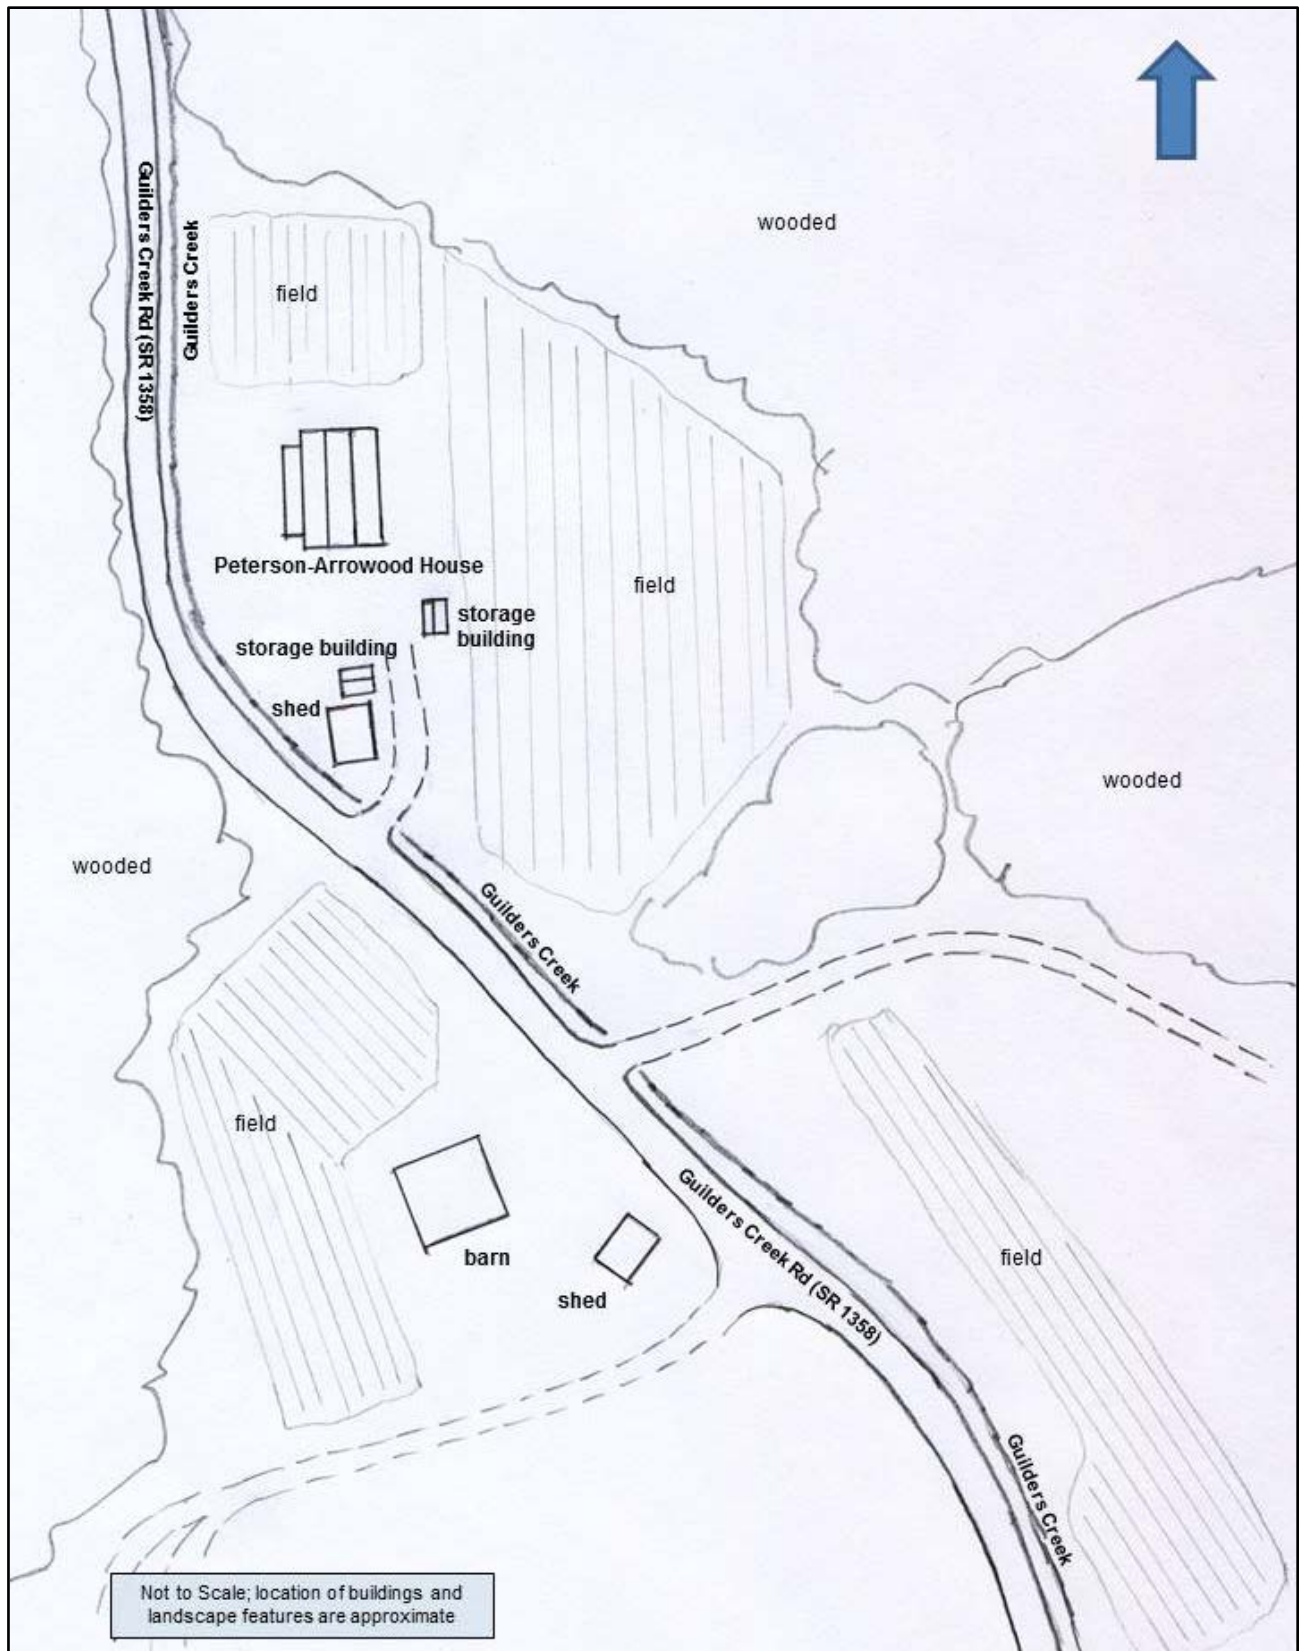 wooded
Guilders Creek Rd (SR 1358)
Guilders Creek
field
Peterson-Arrowood House
field
storage
building
storage building
shed
wooded
wooded
Guilders Creek
field
Guilders Creek Rd (SR 1358)
barn
field
shed
Guilders Creek
Not to Scale; location of buildings and
landscape features are approximate